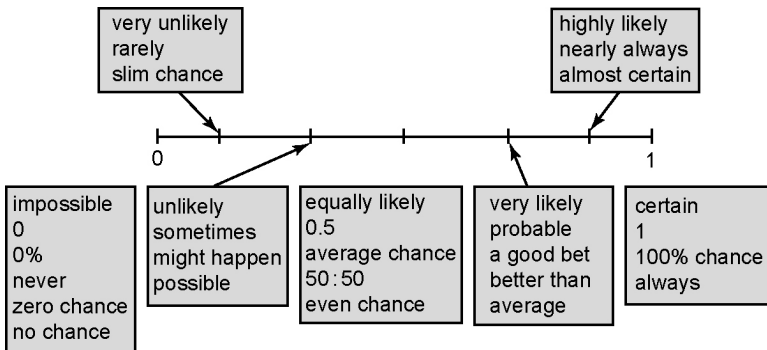 very unlikely
rarely
slim chance
highly likely
nearly always
almost certain
0
1
impossible
0
0%
never
zero chance
no chance
unlikely
sometimes
might happen
possible
equally likely
0.5
average chance
50:50
even chance
very likely
probable
a good bet
better than
average
certain
1
100% chance
always